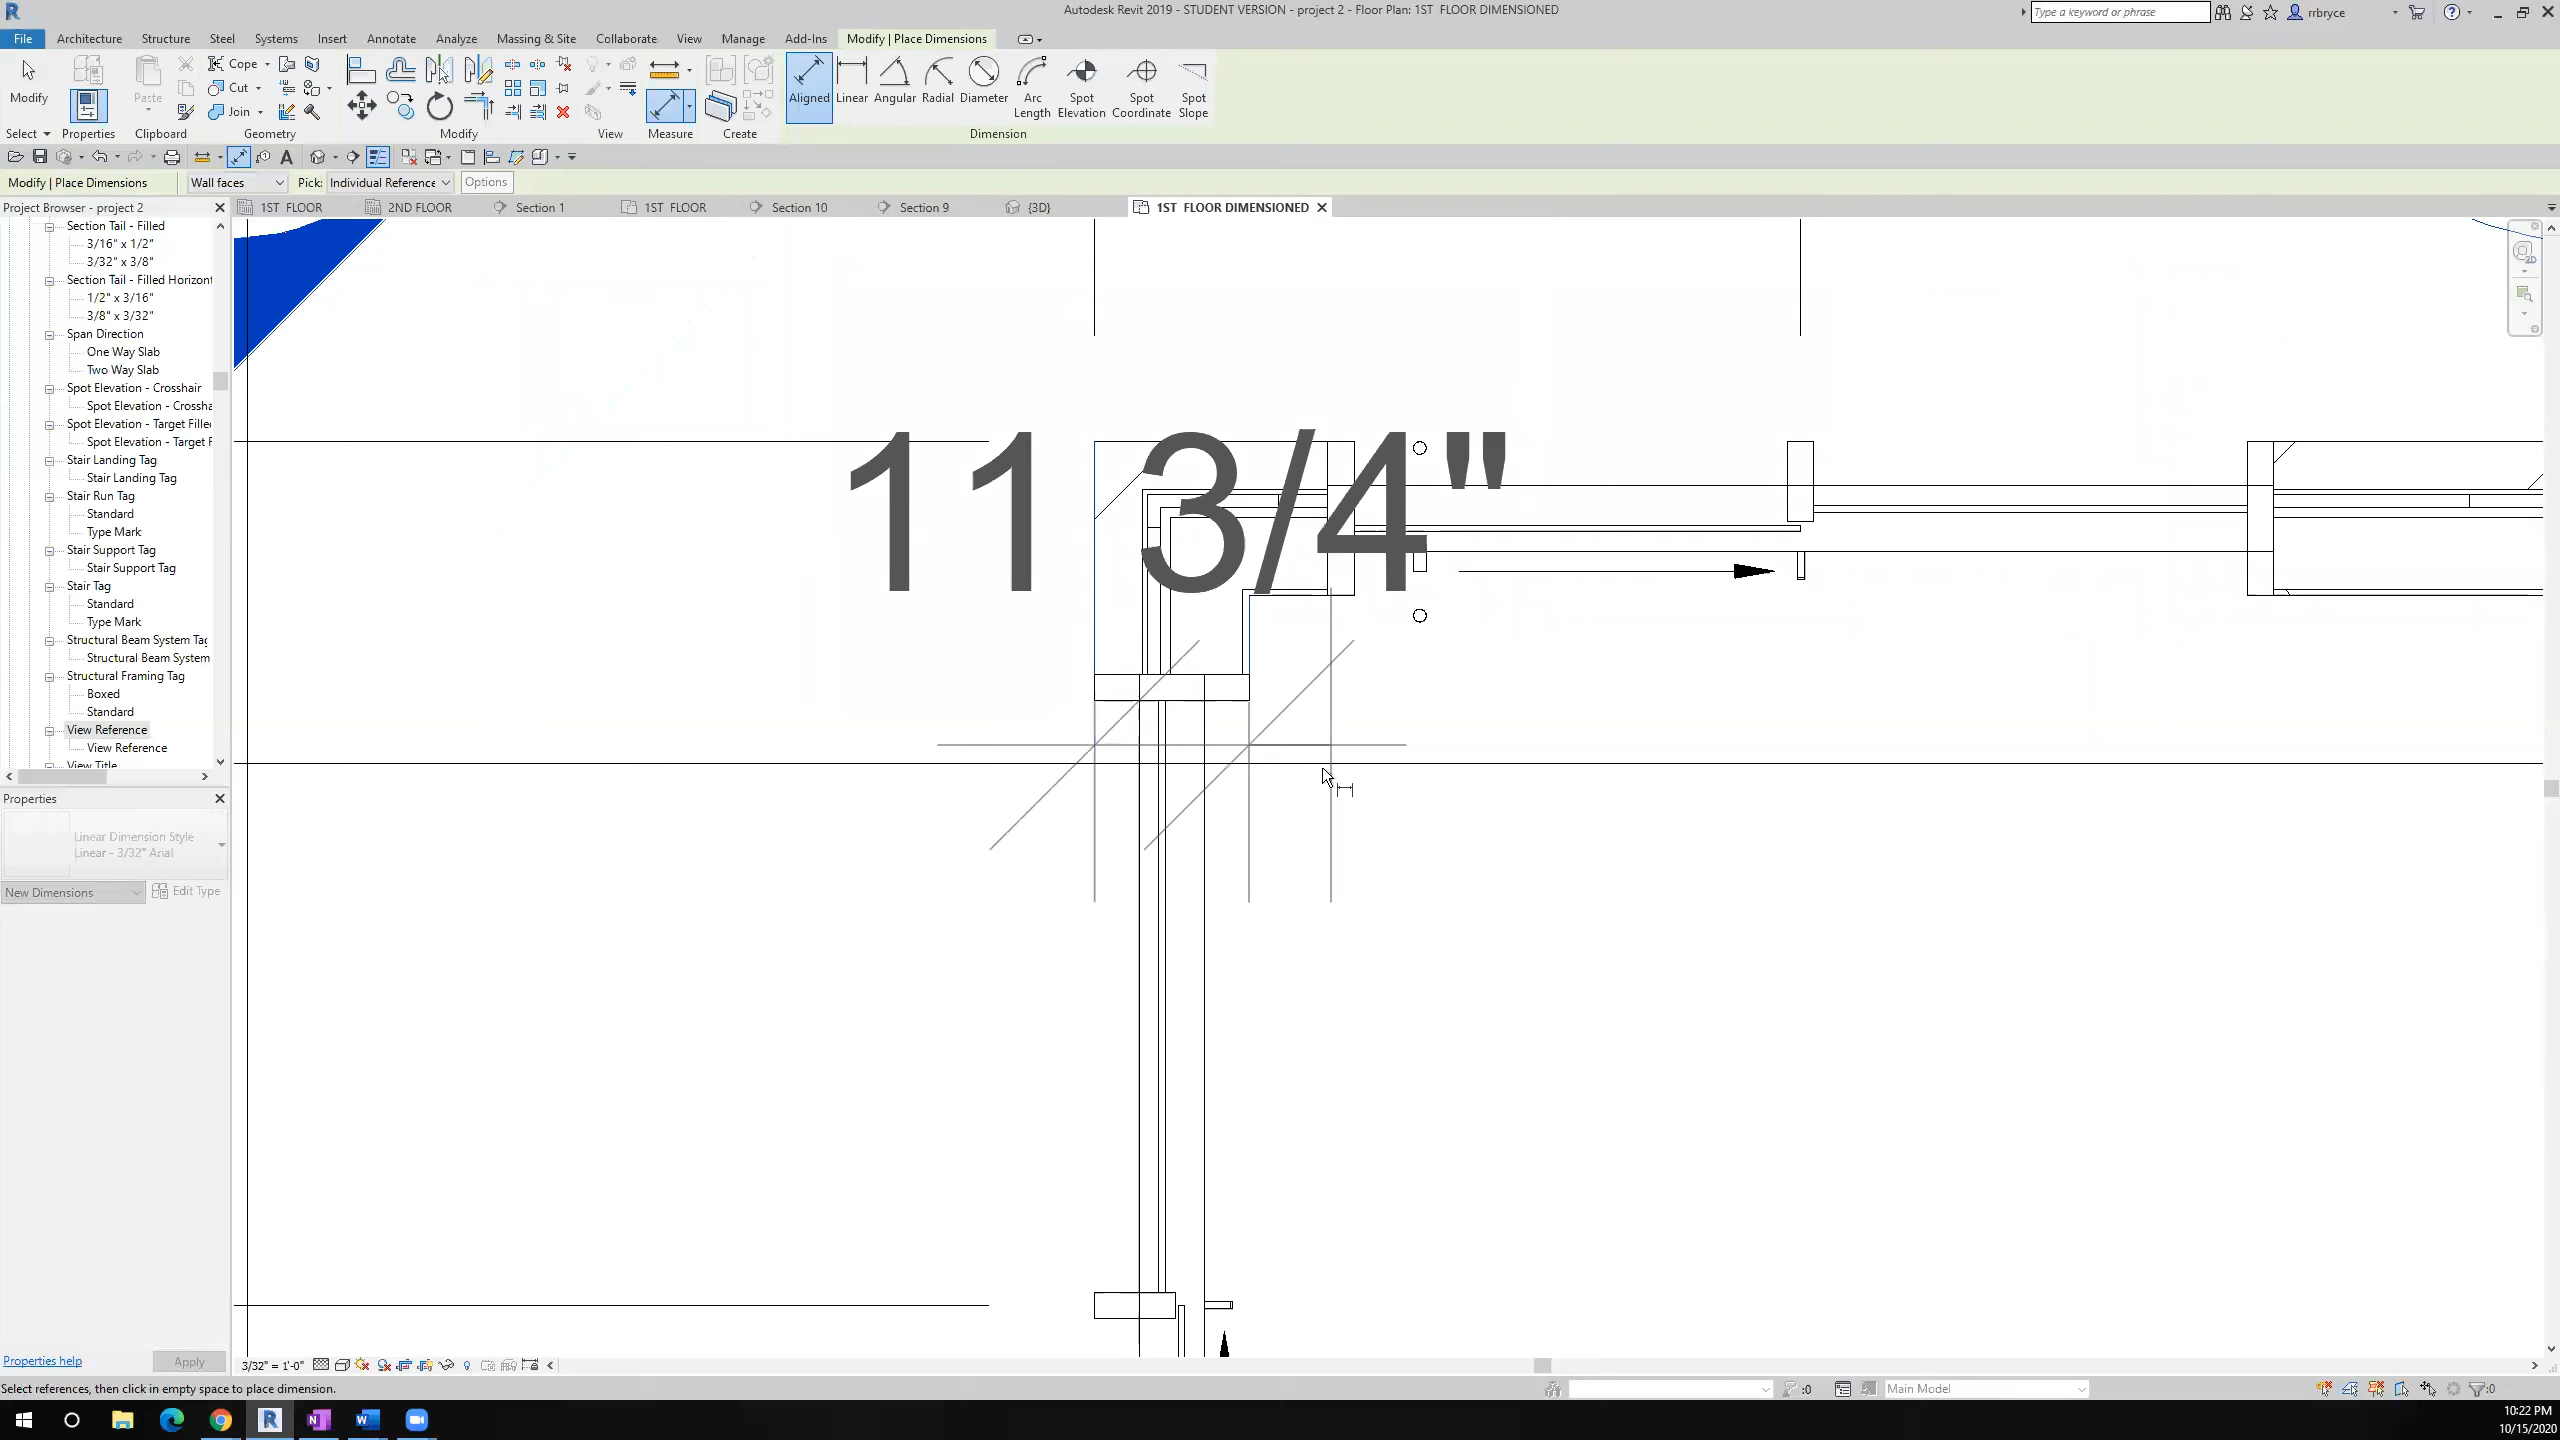 Autodesk Revit 2019 - STUDENT VERSION - project 2 - Floor Plan: 1ST  FLOOR DIMENSIONED
Type a keyword or phrase
rrbryce
File Architecture Structure Steel Systems Insert Annotate Analyze Massing & Site Collaborate View Manage Add-Ins Modify | Place Dimensions
Modify Paste Cope Cut Join Aligned Linear Angular Radial Diameter Arc Length Spot Elevation Spot Coordinate Spot Slope
Select Properties Clipboard Geometry Modify View Measure Create Dimension
Modify | Place Dimensions Wall faces Pick: Individual Reference Options
Project Browser - project 2
1ST  FLOOR 2ND FLOOR Section 1 1ST  FLOOR Section 10 Section 9 {3D} 1ST  FLOOR DIMENSIONED
Section Tail - Filled
3/16" x 1/2"
3/32" x 3/8"
Section Tail - Filled Horizont
1/2" x 3/16"
3/8" x 3/32"
Span Direction
One Way Slab
Two Way Slab
Spot Elevation - Crosshair
Spot Elevation - Crossha
Spot Elevation - Target Filled
Spot Elevation - Target F
Stair Landing Tag
Stair Landing Tag
Stair Run Tag
Standard
Type Mark
Stair Support Tag
Stair Support Tag
Stair Tag
Standard
Type Mark
Structural Beam System Tag
Structural Beam System
Structural Framing Tag
Boxed
Standard
View Reference
View Reference
View Title
11 3/4"
Properties
Linear Dimension Style
Linear - 3/32" Arial
New Dimensions Edit Type
Properties help Apply
3/32" = 1'-0"
Select references, then click in empty space to place dimension.
:0 Main Model :0
10:22 PM
10/15/2020